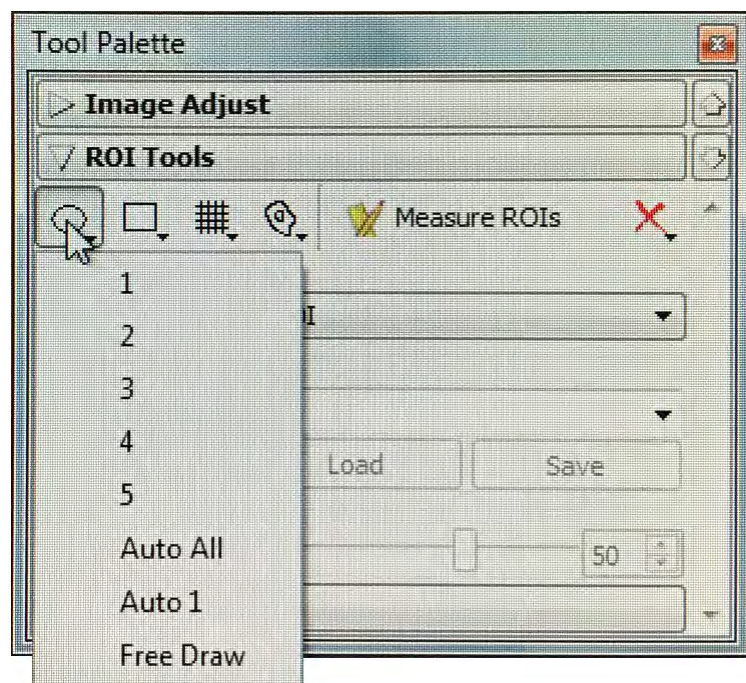 Tool Palette
Image Adjust
ROI Tools
Measure ROIs
1
2
3
4
5
Load
Save
Auto All
50
Auto 1
Free Draw